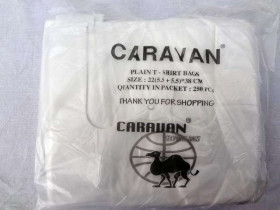 CARAVAN®
PLAIN T - SHIRT BAGS
SIZE : 22(5.5 + 5.5)*38 CM
QUANTITY IN PACKET : 250 PCs
THANK YOU FOR SHOPPING
CARAVAN